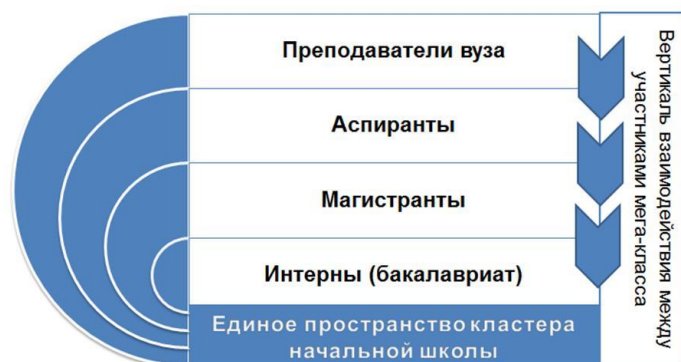 Преподаватели вуза
Аспиранты
Магистранты
Интерны (бакалавриат)
Единое пространство кластера
начальной школы
Вертикаль взаимодействия между
участниками мега-класса